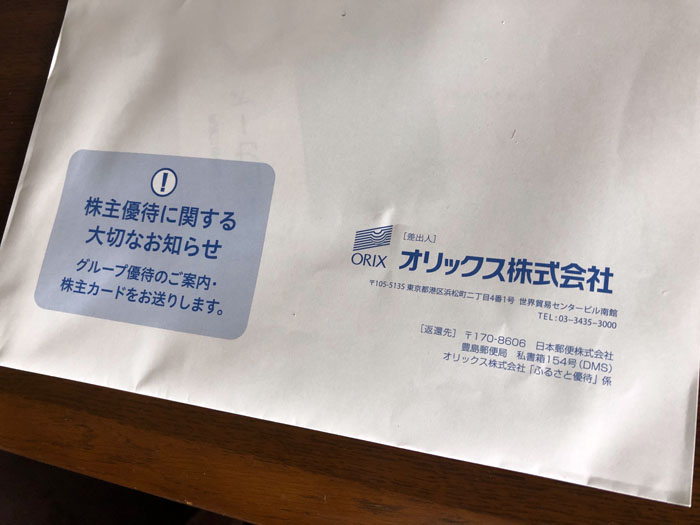 !
株主優待に関する
大切なお知らせ
グループ優待のご案内・
株主カードをお送りします。
[差出人]
ORIX オリックス株式会社
〒105-5135 東京都港区浜松町二丁目4番1号 世界貿易センタービル南館
TEL:03-3435-3000
[返還先] 〒170-8606 日本郵便株式会社
豊島郵便局 私書箱154号(DMS)
オリックス株式会社「ふるさと優待」係